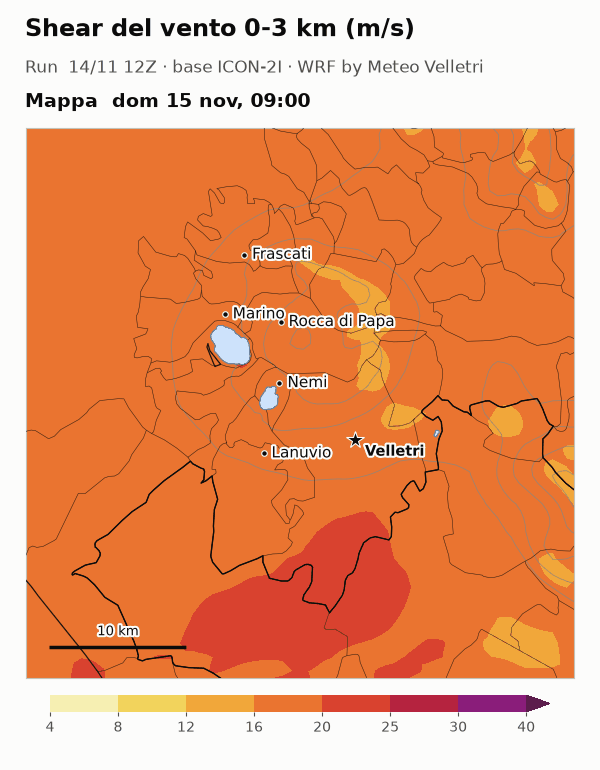 Shear del vento 0-3 km (m/s)
Run  14/11 12Z · base ICON-2I · WRF by Meteo Velletri
Mappa  dom 15 nov, 09:00
Frascati
Marino
Rocca di Papa
Nemi
Velletri
Lanuvio
10 km
4 8 12 16 20 25 30 40